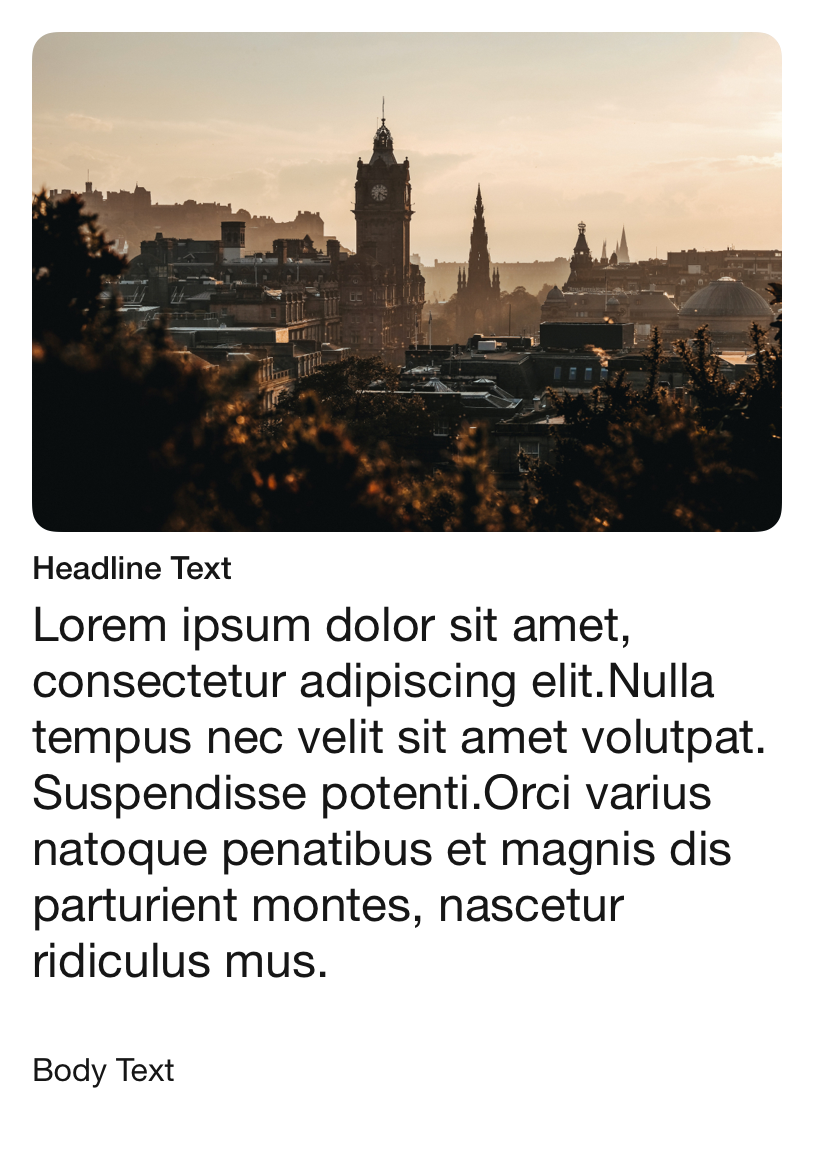 Headline Text
Lorem ipsum dolor sit amet,
consectetur adipiscing elit.Nulla
tempus nec velit sit amet volutpat.
Suspendisse potenti.Orci varius
natoque penatibus et magnis dis
parturient montes, nascetur
ridiculus mus.
Body Text